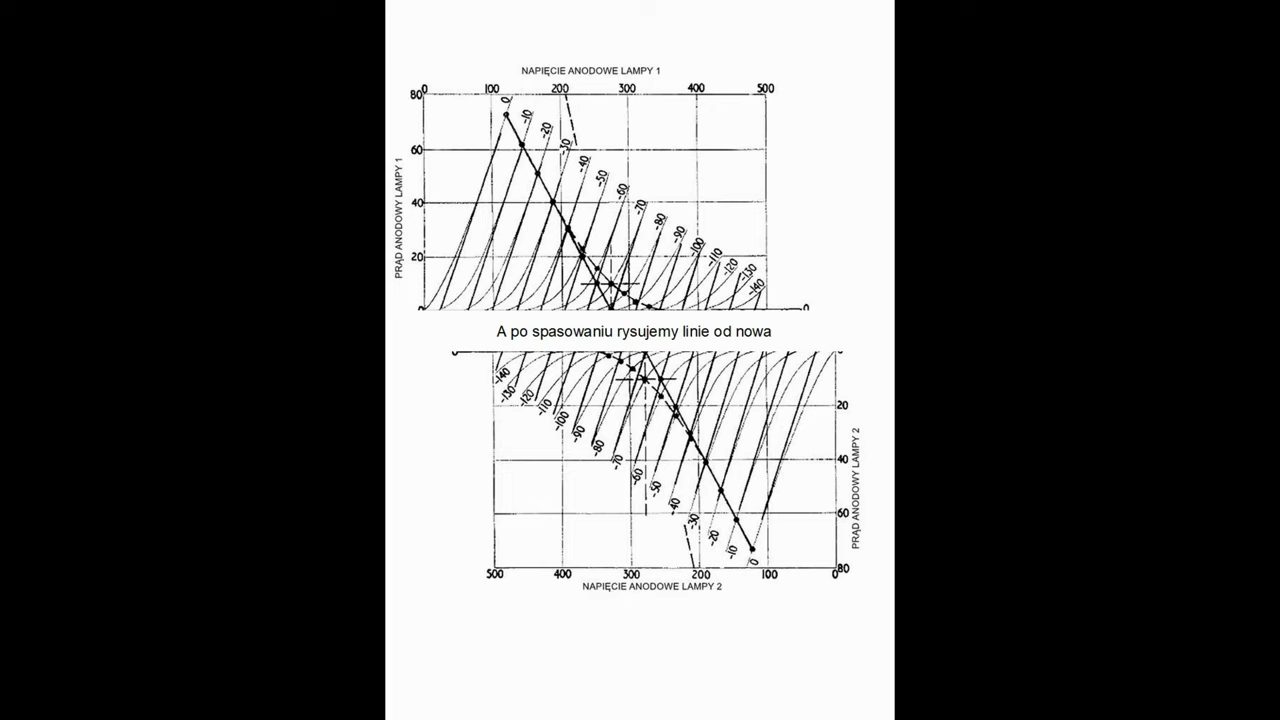 NAPIĘCIE ANODOWE LAMPY 1
0 100 200 300 400 500
80
60
40
20
0
PRĄD ANODOWY LAMPY 1
0 -10 -20 -30 -40 -50 -60 -70 -80 -90 -100 -110 -120 -130 -140
0
A po spasowaniu rysujemy linie od nowa
0
-140 -130 -120 -110 -100 -90 -80 -70 -60 -50 -40 -30 -20 -10 0
20
40
60
80
PRĄD ANODOWY LAMPY 2
500 400 300 200 100 0
NAPIĘCIE ANODOWE LAMPY 2